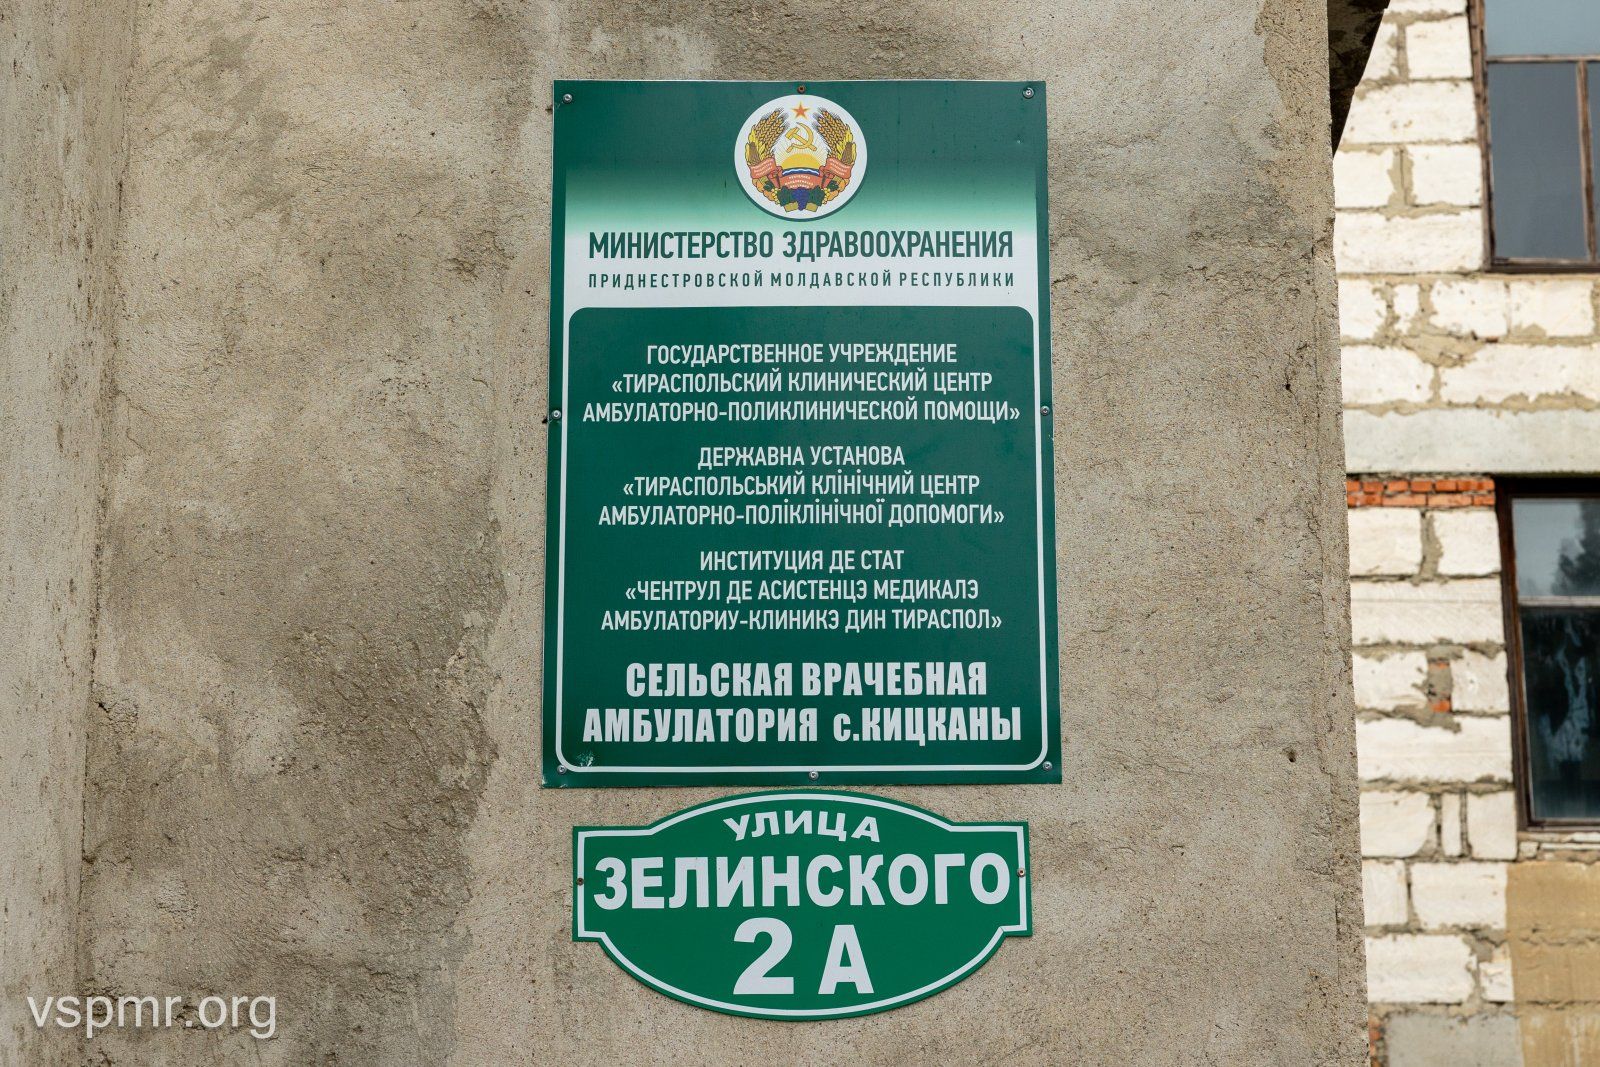 МИНИСТЕРСТВО ЗДРАВООХРАНЕНИЯ
ПРИДНЕСТРОВСКОЙ МОЛДАВСКОЙ РЕСПУБЛИКИ
ГОСУДАРСТВЕННОЕ УЧРЕЖДЕНИЕ
«ТИРАСПОЛЬСКИЙ КЛИНИЧЕСКИЙ ЦЕНТР
АМБУЛАТОРНО-ПОЛИКЛИНИЧЕСКОЙ ПОМОЩИ»
ДЕРЖАВНА УСТАНОВА
«ТИРАСПОЛЬСЬКИЙ КЛІНІЧНИЙ ЦЕНТР
АМБУЛАТОРНО-ПОЛІКЛІНІЧНОЇ ДОПОМОГИ»
ИНСТИТУЦИЯ ДЕ СТАТ
«ЧЕНТРУЛ ДЕ АСИСТЕНЦЭ МЕДИКАЛЭ
АМБУЛАТОРИУ-КЛИНИКЭ ДИН ТИРАСПОЛ»
СЕЛЬСКАЯ ВРАЧЕБНАЯ
АМБУЛАТОРИЯ с.КИЦКАНЫ
УЛИЦА
ЗЕЛИНСКОГО
2 А
vspmr.org